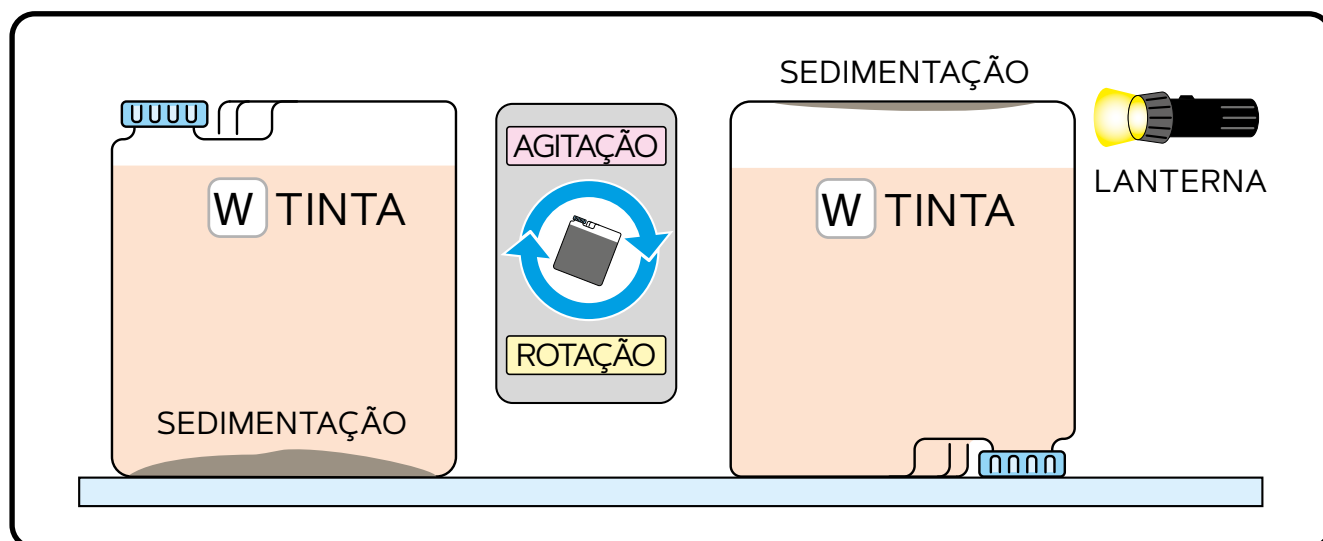 W TINTA
SEDIMENTAÇÃO
AGITAÇÃO
ROTAÇÃO
SEDIMENTAÇÃO
W TINTA
LANTERNA